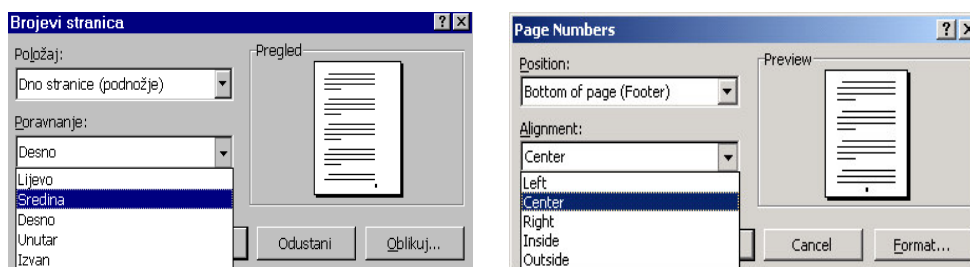 Brojevi stranica
Položaj:
Pregled
Dno stranice (podnožje)
Poravnanje:
Desno
Lijevo
Sredina
Desno
Unutar
Izvan
Odustani
Oblikuj...
Page Numbers
Position:
Preview
Bottom of page (Footer)
Alignment:
Center
Left
Center
Right
Inside
Outside
Cancel
Format...